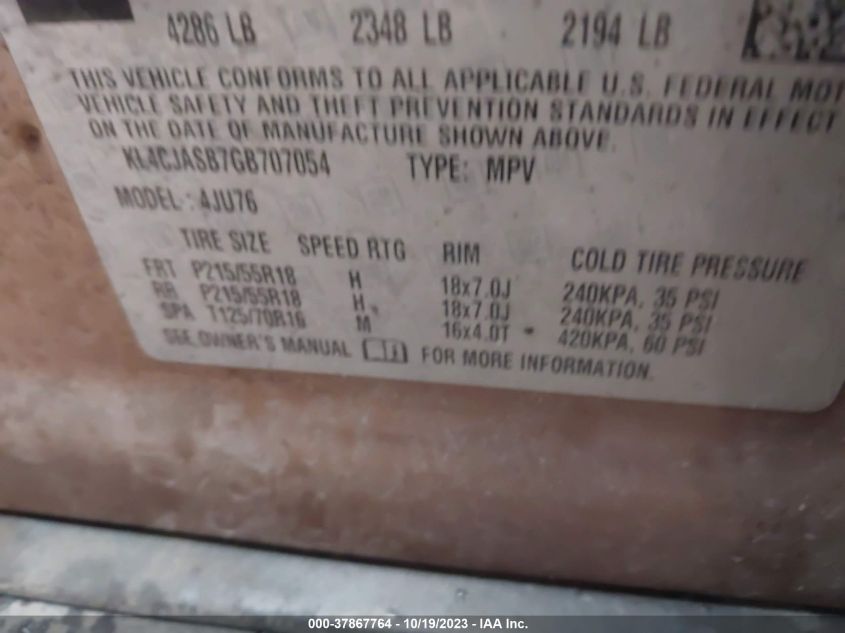 4286 LB 2348 LB 2194 LB
THIS VEHICLE CONFORMS TO ALL APPLICABLE U.S. FEDERAL MOT
VEHICLE SAFETY AND THEFT PREVENTION STANDARDS IN EFFECT
ON THE DATE OF MANUFACTURE SHOWN ABOVE.
KL4CJASB7GB707054 TYPE: MPV
MODEL: 4JU76
TIRE SIZE SPEED RTG RIM COLD TIRE PRESSURE
FRT P215/55R18 H 18x7.0J 240KPA, 35 PSI
RR P215/55R18 H 18x7.0J 240KPA, 35 PSI
SPA T125/70R16 M 16x4.0T 420KPA, 60 PSI
SEE OWNER'S MANUAL FOR MORE INFORMATION.
000-37867764 - 10/19/2023 - IAA Inc.